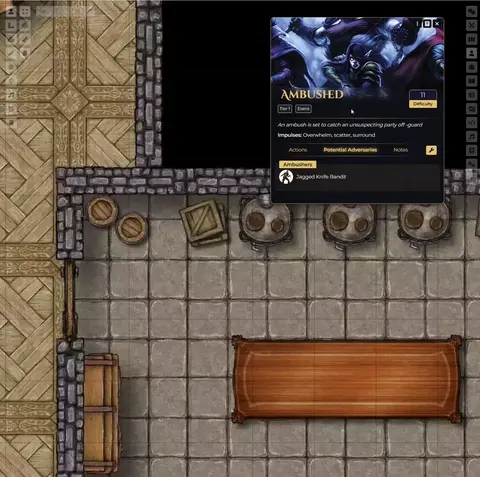 AMBUSHED
11
Difficulty
Tier 1 Event
An ambush is set to catch an unsuspecting party off -guard
Impulses: Overwhelm, scatter, surround
Actions Potential Adversaries Notes
Ambushers
Jagged Knife Bandit